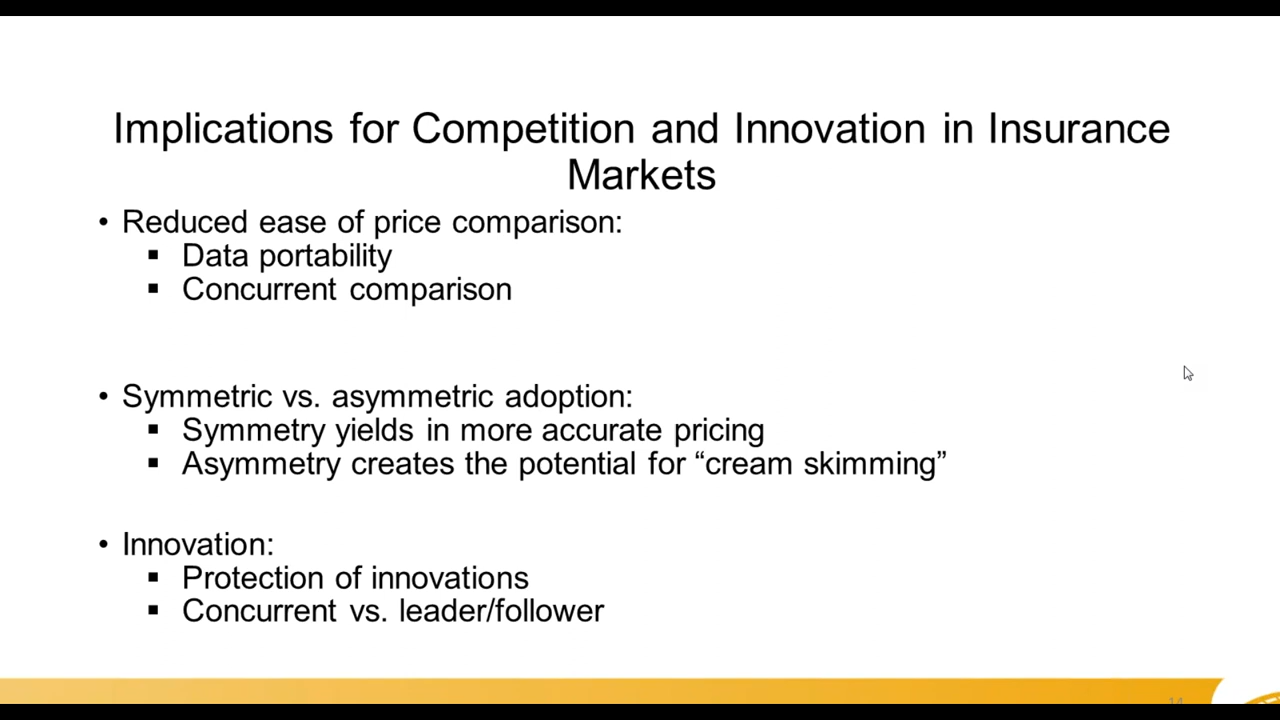 Implications for Competition and Innovation in Insurance
Markets
• Reduced ease of price comparison:
▪ Data portability
▪ Concurrent comparison
• Symmetric vs. asymmetric adoption:
▪ Symmetry yields in more accurate pricing
▪ Asymmetry creates the potential for “cream skimming”
• Innovation:
▪ Protection of innovations
▪ Concurrent vs. leader/follower